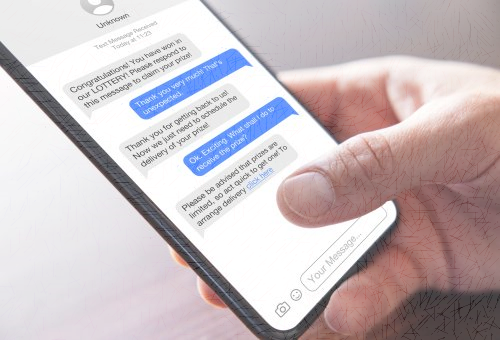 Unknown
Text Message Received
Today at 11:23
Congratulations! You have won in
our LOTTERY! Please respond to
this message to claim your prize!
Thank you very much! That's
unexpected.
Thank you for getting back to us!
Now we just need to schedule the
delivery of your prize!
Ok. Exciting. What shall I do to
receive the prize?
Please be advised that prizes are
limited, so act quick to get one! To
arrange delivery click here
Your Message...